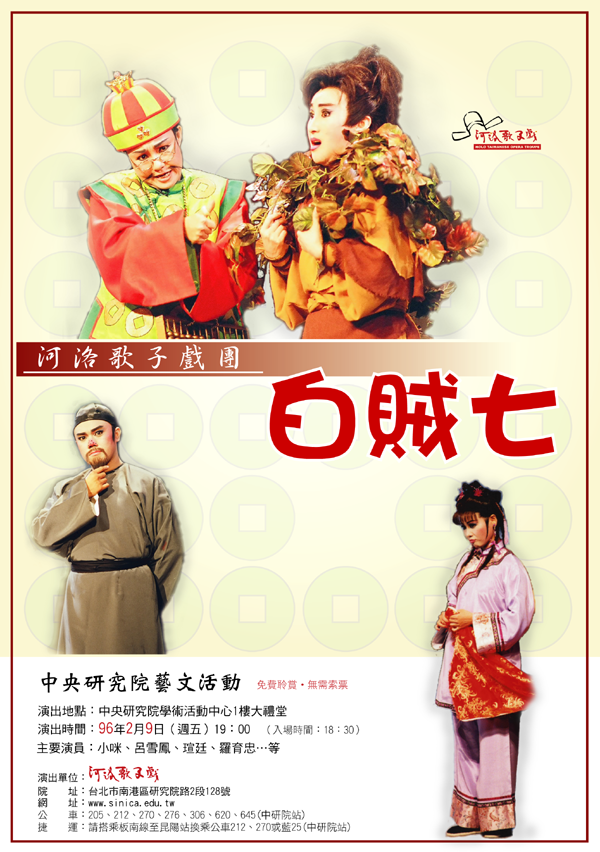 河洛歌子戲
HOLO TAIWANESE OPERA TROUPE
河洛歌子戲團
白賊七
中央研究院藝文活動 免費聆賞・無需索票
演出地點：中央研究院學術活動中心1樓大禮堂
演出時間：96年2月9日（週五）19：00 （入場時間：18：30）
主要演員：小咪、呂雪鳳、瑄廷、羅育忠…等
演出單位：河洛歌子戲
院　　址：台北市南港區研究院路2段128號
網　　址：www.sinica.edu.tw
公　　車：205、212、270、276、306、620、645(中研院站)
捷　　運：請搭乘板南線至昆陽站換乘公車212、270或藍25(中研院站)